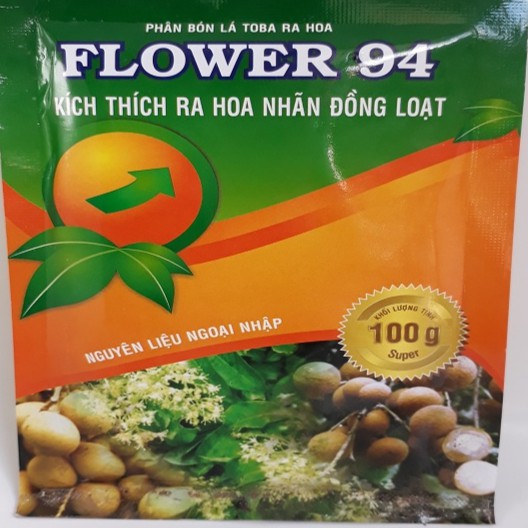 PHÂN BÓN LÁ TOBA RA HOA
FLOWER 94
KÍCH THÍCH RA HOA NHÃN ĐỒNG LOẠT
NGUYÊN LIỆU NGOẠI NHẬP
KHỐI LƯỢNG TỊNH
100 g
Super